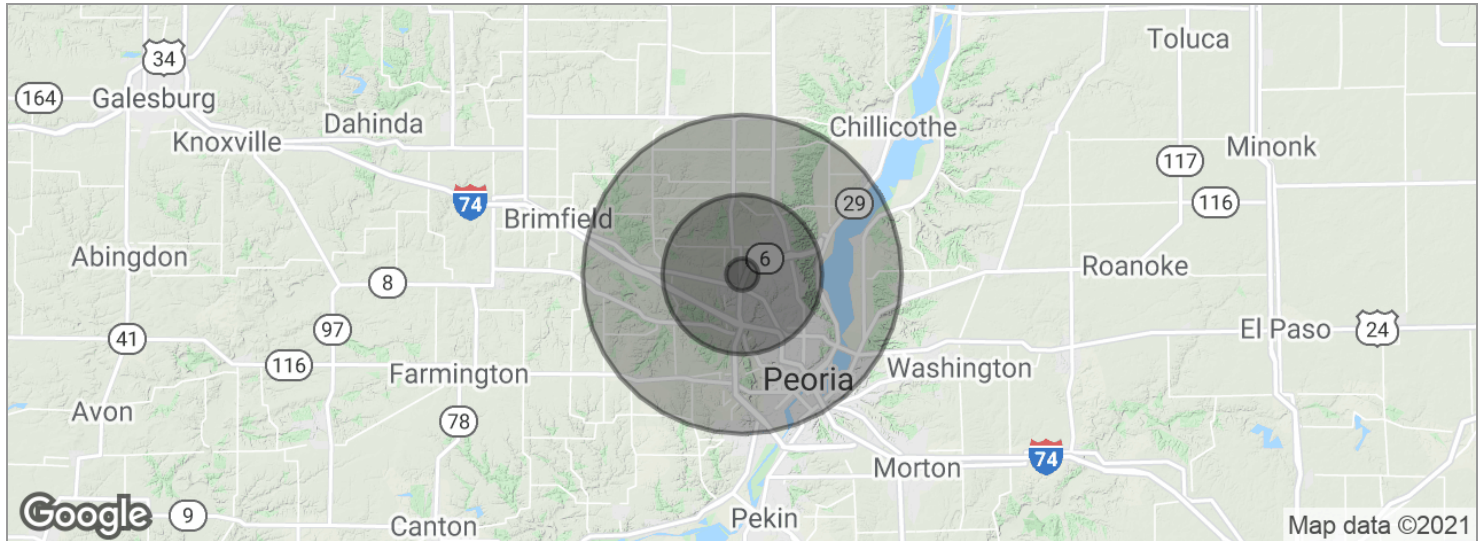 Toluca
34
164
Galesburg
Dahinda
Chillicothe
Knoxville
Minonk
117
74
29
116
Brimfield
Abingdon
6
Roanoke
8
97
41
El Paso
24
116
Farmington
Peoria
Washington
Avon
78
74
Morton
Google
9
Canton
Pekin
Map data ©2021